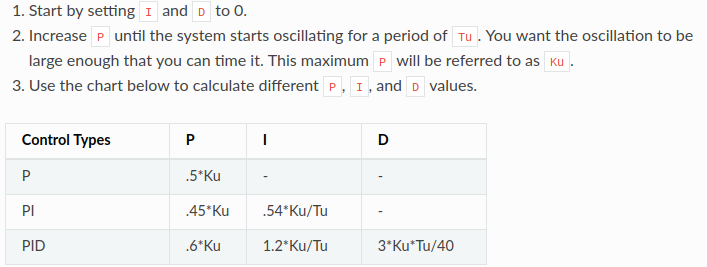 1. Start by setting I and D to 0.
2. Increase P until the system starts oscillating for a period of Tu. You want the oscillation to be
large enough that you can time it. This maximum P will be referred to as Ku.
3. Use the chart below to calculate different P, I, and D values.
Control Types P I D
P .5*Ku - -
PI .45*Ku .54*Ku/Tu -
PID .6*Ku 1.2*Ku/Tu 3*Ku*Tu/40